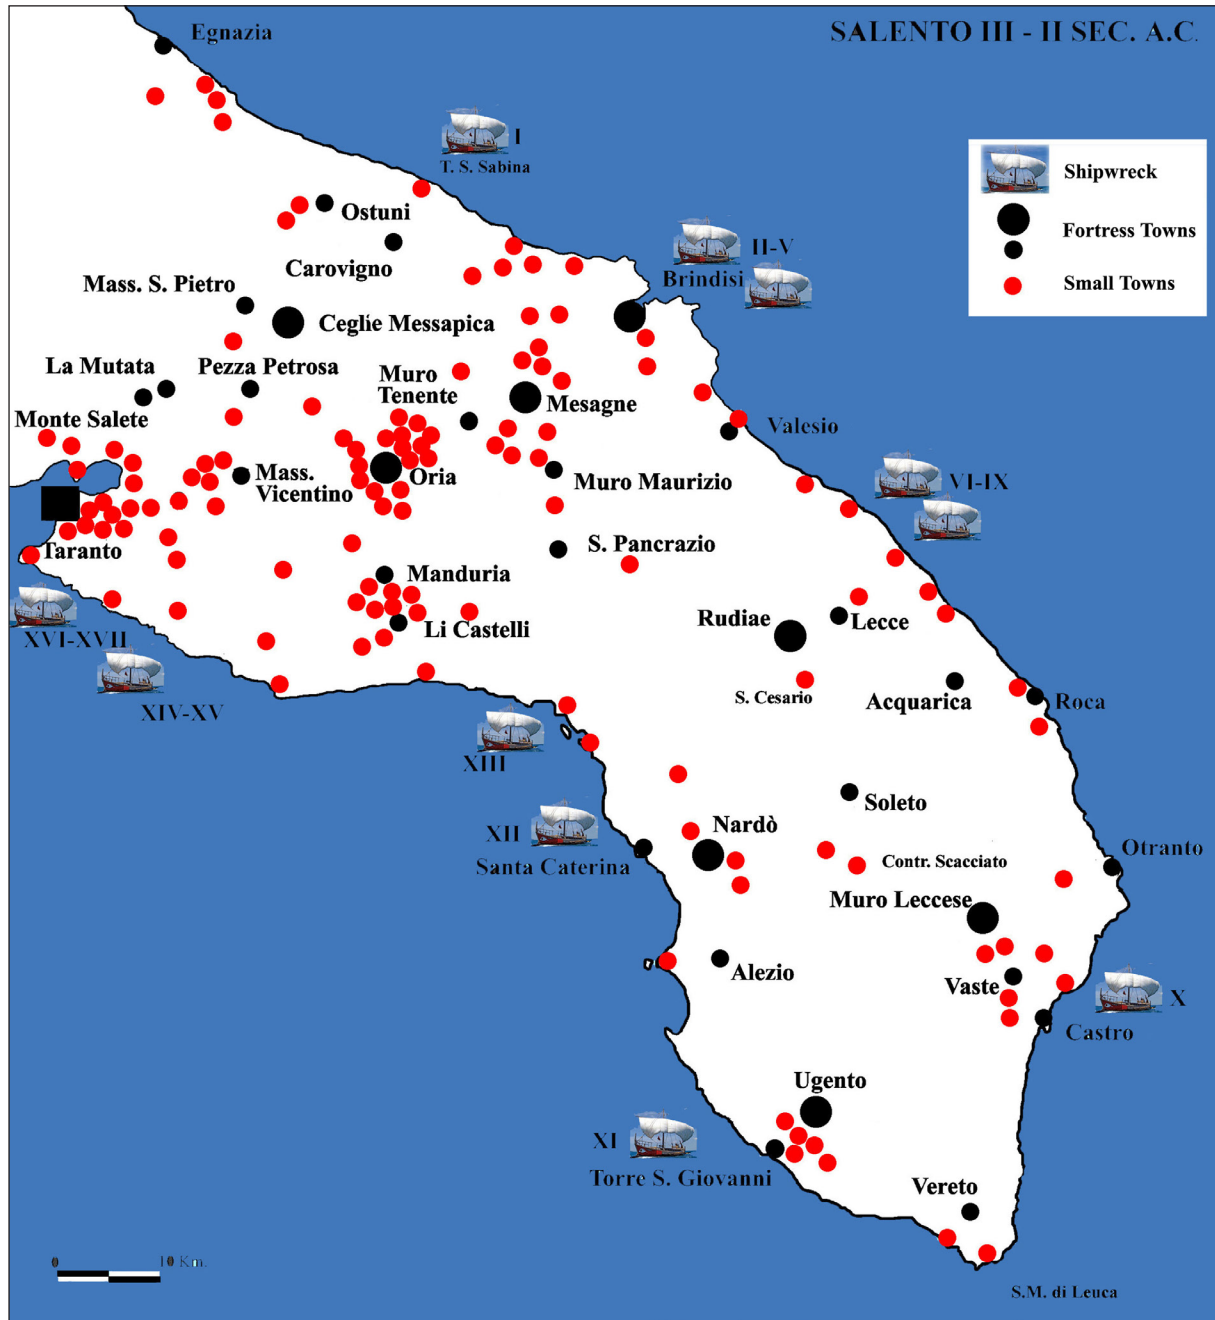 Egnazia
SALENTO III - II SEC. A.C.
I
T. S. Sabina
Shipwreck
Fortress Towns
Small Towns
Ostuni
Carovigno
II-V
Brindisi
Mass. S. Pietro
Ceglie Messapica
La Mutata
Pezza Petrosa
Muro
Tenente
Mesagne
Monte Salete
Valesio
Mass.
Vicentino
Oria
Muro Maurizio
VI-IX
Taranto
S. Pancrazio
Manduria
Li Castelli
Rudiae
Lecce
XVI-XVII
S. Cesario
Acquarica
Roca
XIV-XV
XIII
Soleto
XII
Nardò
Santa Caterina
Contr. Scacciato
Otranto
Muro Leccese
Alezio
Vaste
X
Castro
Ugento
XI
Torre S. Giovanni
Vereto
0 10 Km.
S.M. di Leuca